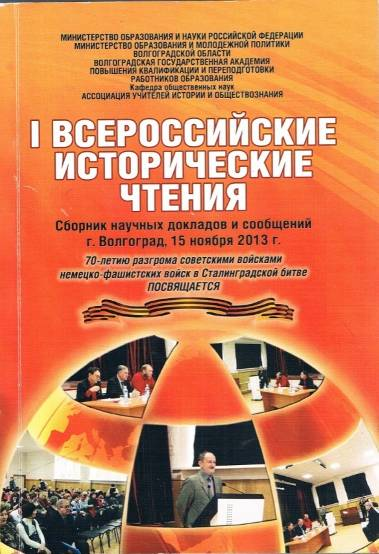 МИНИСТЕРСТВО ОБРАЗОВАНИЯ И НАУКИ РОССИЙСКОЙ ФЕДЕРАЦИИ
МИНИСТЕРСТВО ОБРАЗОВАНИЯ И МОЛОДЕЖНОЙ ПОЛИТИКИ
ВОЛГОГРАДСКОЙ ОБЛАСТИ
ВОЛГОГРАДСКАЯ ГОСУДАРСТВЕННАЯ АКАДЕМИЯ
ПОВЫШЕНИЯ КВАЛИФИКАЦИИ И ПЕРЕПОДГОТОВКИ
РАБОТНИКОВ ОБРАЗОВАНИЯ
Кафедра общественных наук
АССОЦИАЦИЯ УЧИТЕЛЕЙ ИСТОРИИ И ОБЩЕСТВОЗНАНИЯ
I ВСЕРОССИЙСКИЕ
ИСТОРИЧЕСКИЕ
ЧТЕНИЯ
Сборник научных докладов и сообщений
г. Волгоград, 15 ноября 2013 г.
70-летию разгрома советскими войсками
немецко-фашистских войск в Сталинградской битве
ПОСВЯЩАЕТСЯ